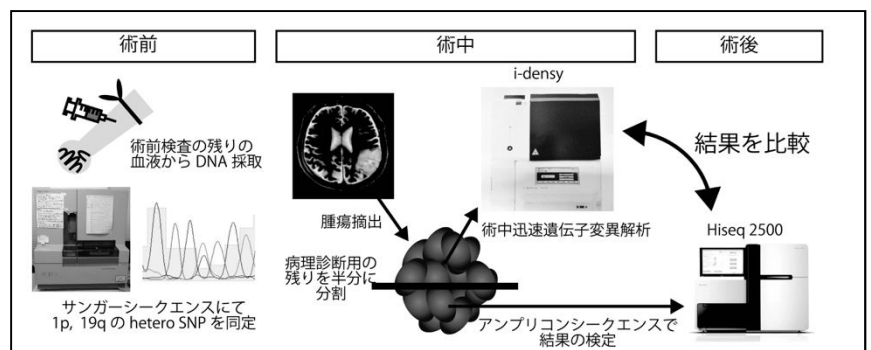 術前
術前検査の残りの
血液から DNA 採取
サンガーシークエンスにて
1p, 19q の hetero SNP を同定
術中
i-densy
腫瘍摘出
術中迅速遺伝子変異解析
病理診断用の
残りを半分に
分割
アンプリコンシークエンスで
結果の検定
術後
結果を比較
Hiseq 2500